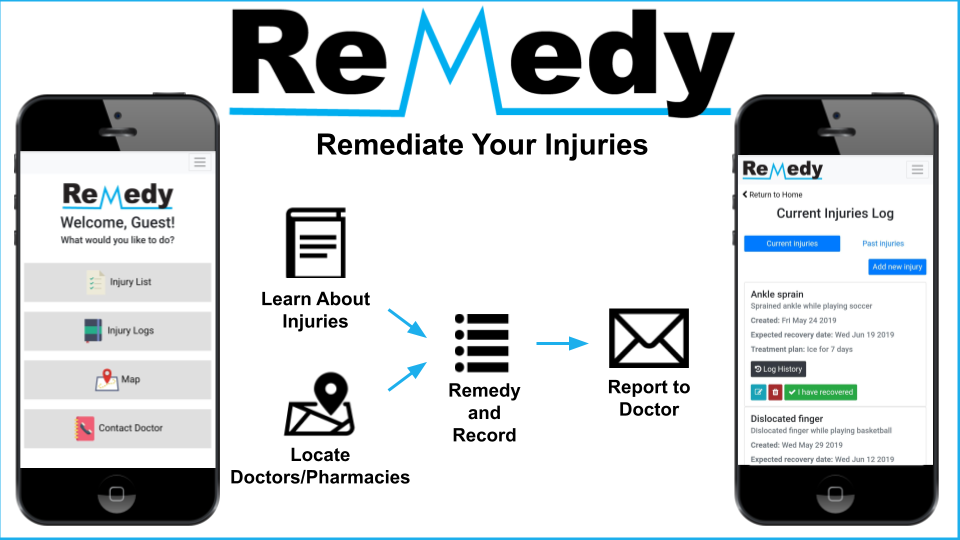 ReMedy
Remediate Your Injuries
ReMedy
Welcome, Guest!
What would you like to do?
Injury List
Injury Logs
Map
Contact Doctor
Learn About
Injuries
Locate
Doctors/Pharmacies
Remedy
and
Record
Report to
Doctor
ReMedy
Return to Home
Current Injuries Log
Current injuries
Past injuries
Add new injury
Ankle sprain
Sprained ankle while playing soccer
Created: Fri May 24 2019
Expected recovery date: Wed Jun 19 2019
Treatment plan: Ice for 7 days
Log History
I have recovered
Dislocated finger
Dislocated finger while playing basketball
Created: Wed May 29 2019
Expected recovery date: Wed Jun 12 2019